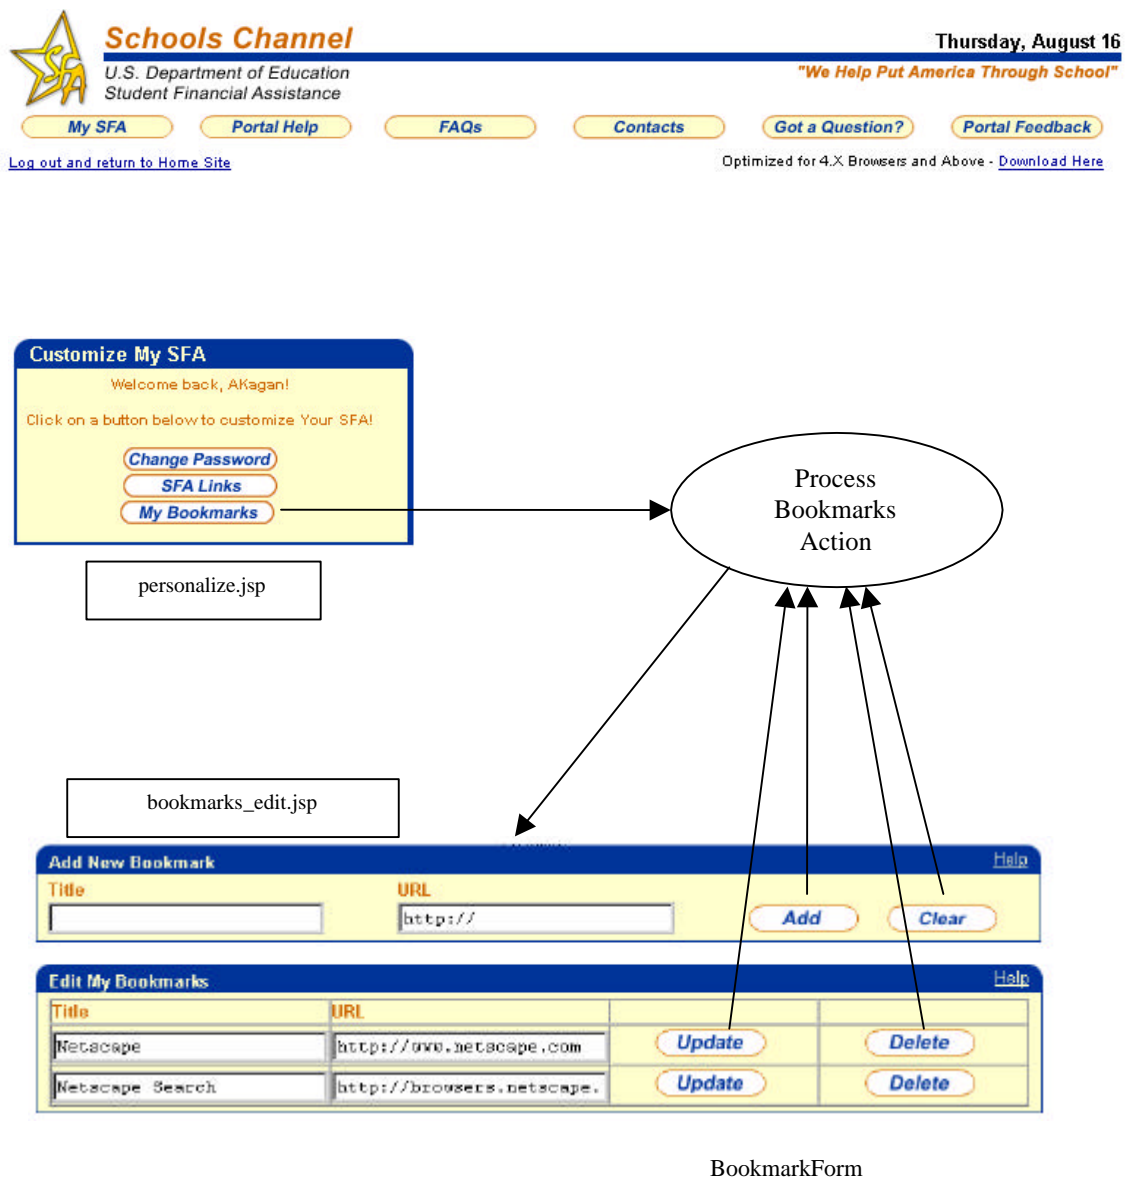 SFA
Schools Channel
Thursday, August 16
U.S. Department of Education
Student Financial Assistance
"We Help Put America Through School"
My SFA
Portal Help
FAQs
Contacts
Got a Question?
Portal Feedback
Log out and return to Home Site
Optimized for 4.X Browsers and Above - Download Here
Customize My SFA
Welcome back, AKagan!
Click on a button below to customize Your SFA!
Change Password
SFA Links
My Bookmarks
Process
Bookmarks
Action
personalize.jsp
bookmarks_edit.jsp
Add New Bookmark
Help
Title
URL
http://
Add
Clear
Edit My Bookmarks
Help
Title
URL
Netscape
http://www.netscape.com
Update
Delete
Netscape Search
http://browsers.netscape.
Update
Delete
BookmarkForm